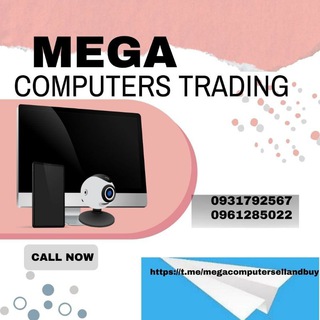 MEGA
COMPUTERS TRADING
0931792567
0961285022
CALL NOW
https://t.me/megacomputersellandbuy